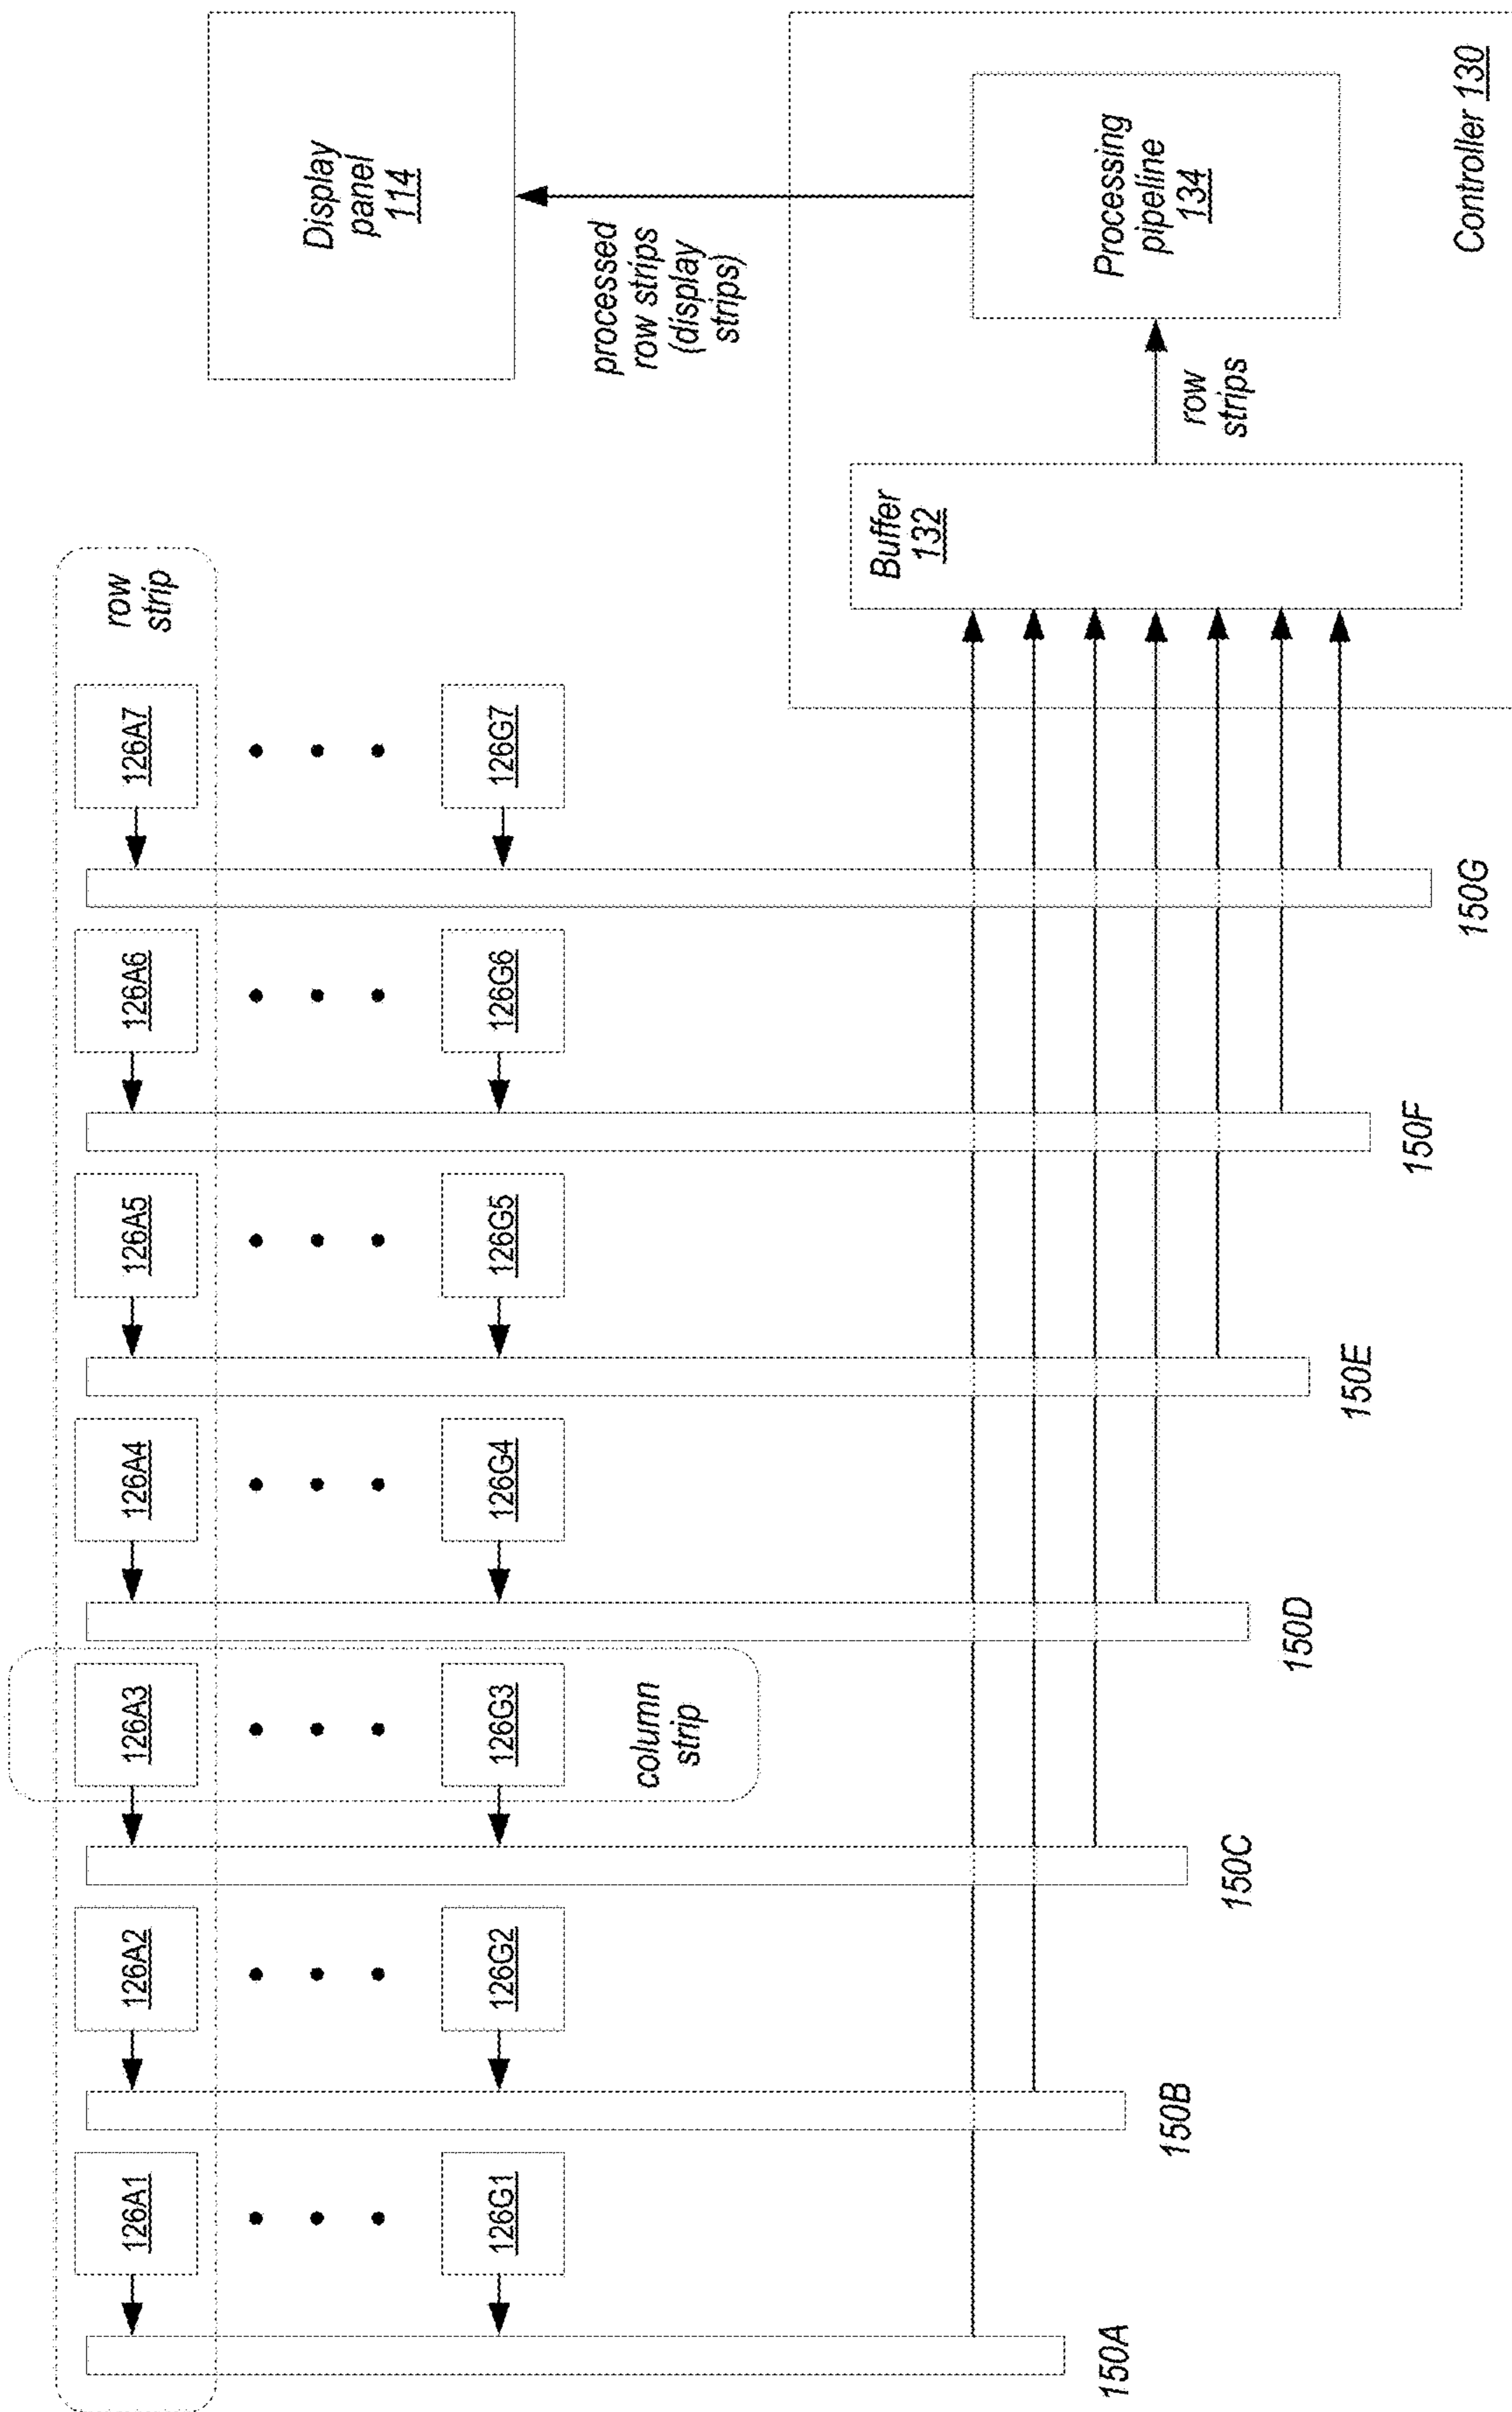 126A1
126A2
126A3
126A4
126A5
126A6
126A7
row
strip
Display
panel
114
126G1
126G2
126G3
126G4
126G5
126G6
126G7
column
strip
processed
row strips
(display
strips)
Buffer
132
row
strips
Processing
pipeline
134
150A
150B
150C
150D
150E
150F
150G
Controller 130